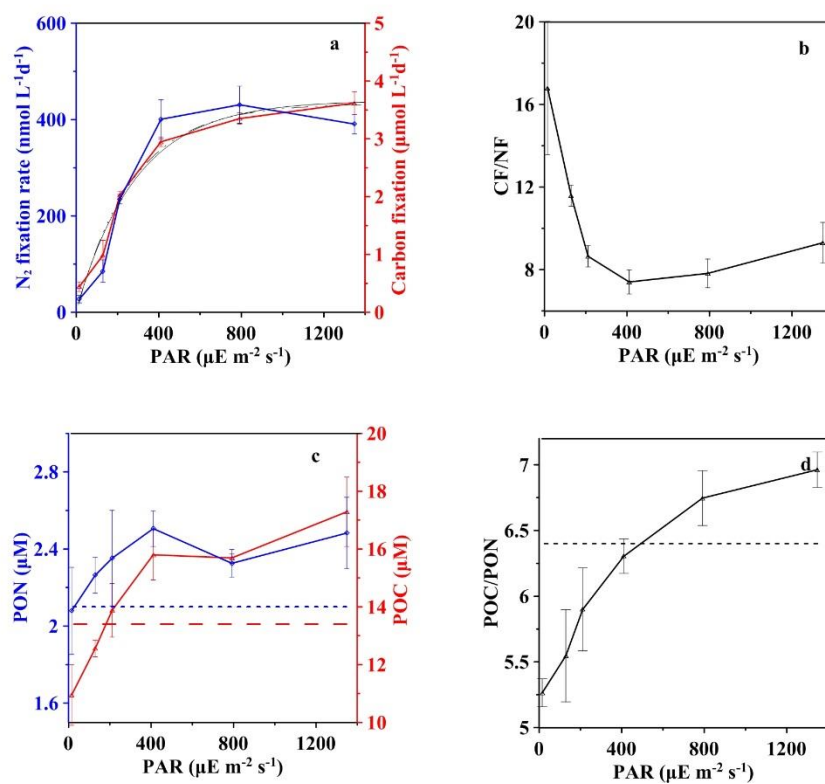 a
600
400
200
0
N₂ fixation rate (nmol L⁻¹d⁻¹)
5
4
3
2
1
0
Carbon fixation (μmol L⁻¹d⁻¹)
0 400 800 1200
PAR (μE m⁻² s⁻¹)
b
20
16
12
8
CF/NF
0 400 800 1200
PAR (μE m⁻² s⁻¹)
c
2.8
2.4
2
1.6
PON (μM)
20
18
16
14
12
10
POC (μM)
0 400 800 1200
PAR (μE m⁻² s⁻¹)
d
7
6.5
6
5.5
5
POC/PON
0 400 800 1200
PAR (μE m⁻² s⁻¹)